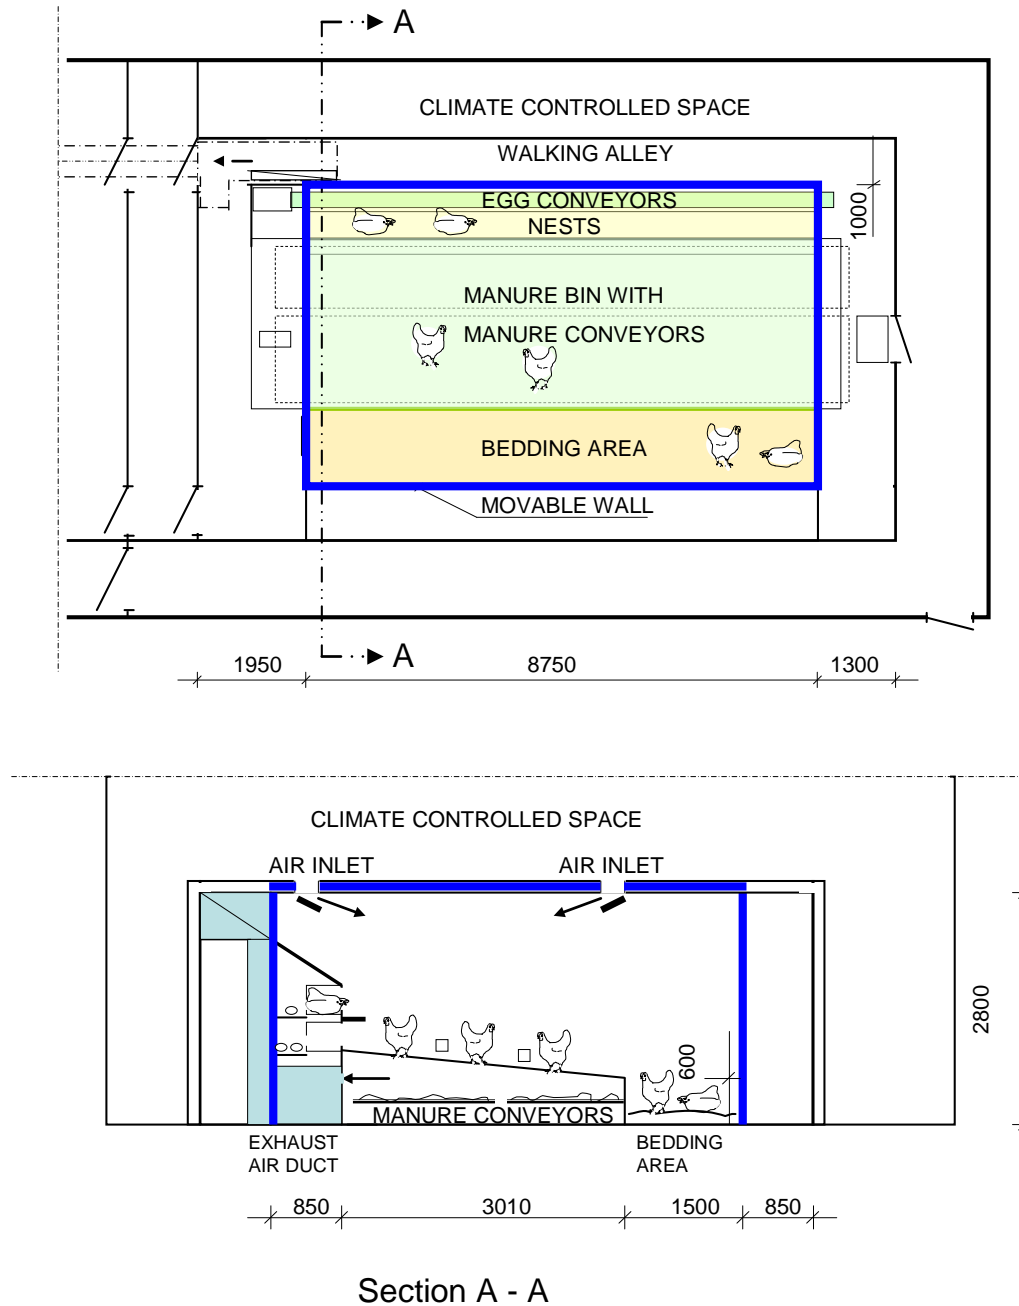 A
CLIMATE CONTROLLED SPACE
WALKING ALLEY
EGG CONVEYORS
NESTS
1000
MANURE BIN WITH
MANURE CONVEYORS
BEDDING AREA
MOVABLE WALL
A
1950
8750
1300
CLIMATE CONTROLLED SPACE
AIR INLET
AIR INLET
2800
600
MANURE CONVEYORS
EXHAUST
AIR DUCT
BEDDING
AREA
850
3010
1500
850
Section A - A